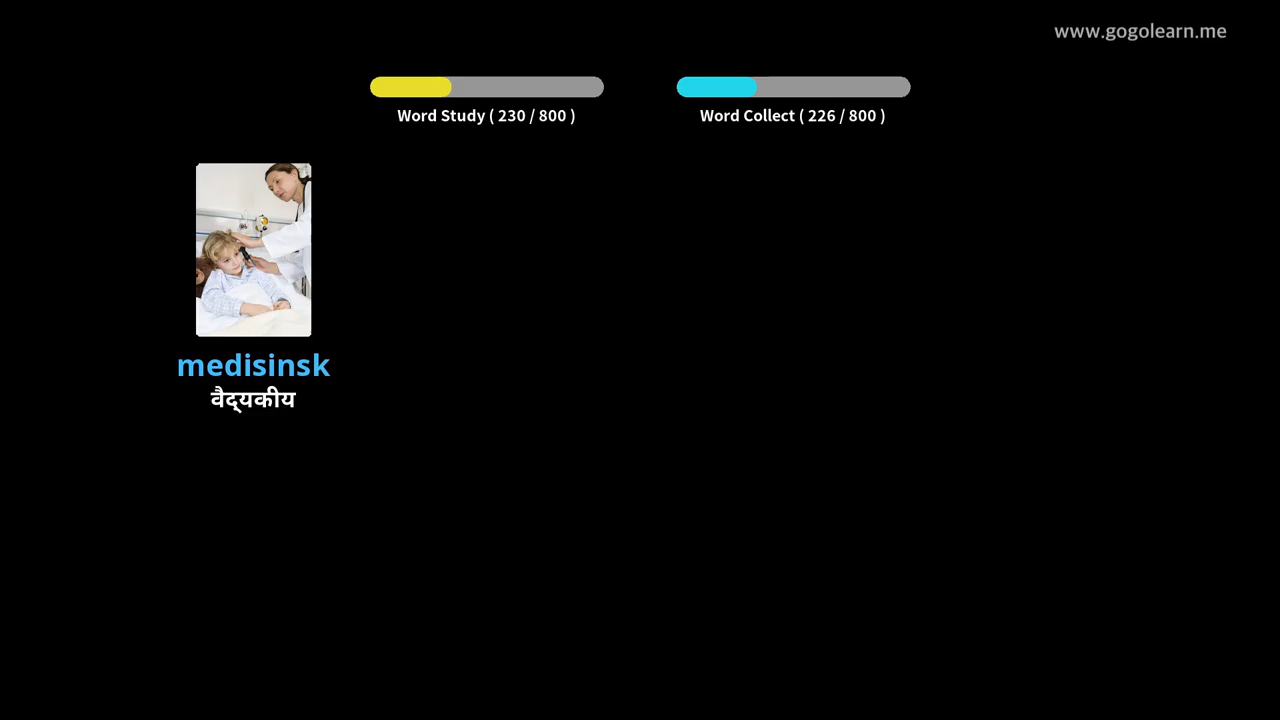 www.gogolearn.me
Word Study ( 230 / 800 )
Word Collect ( 226 / 800 )
medisinsk
वैद्यकीय